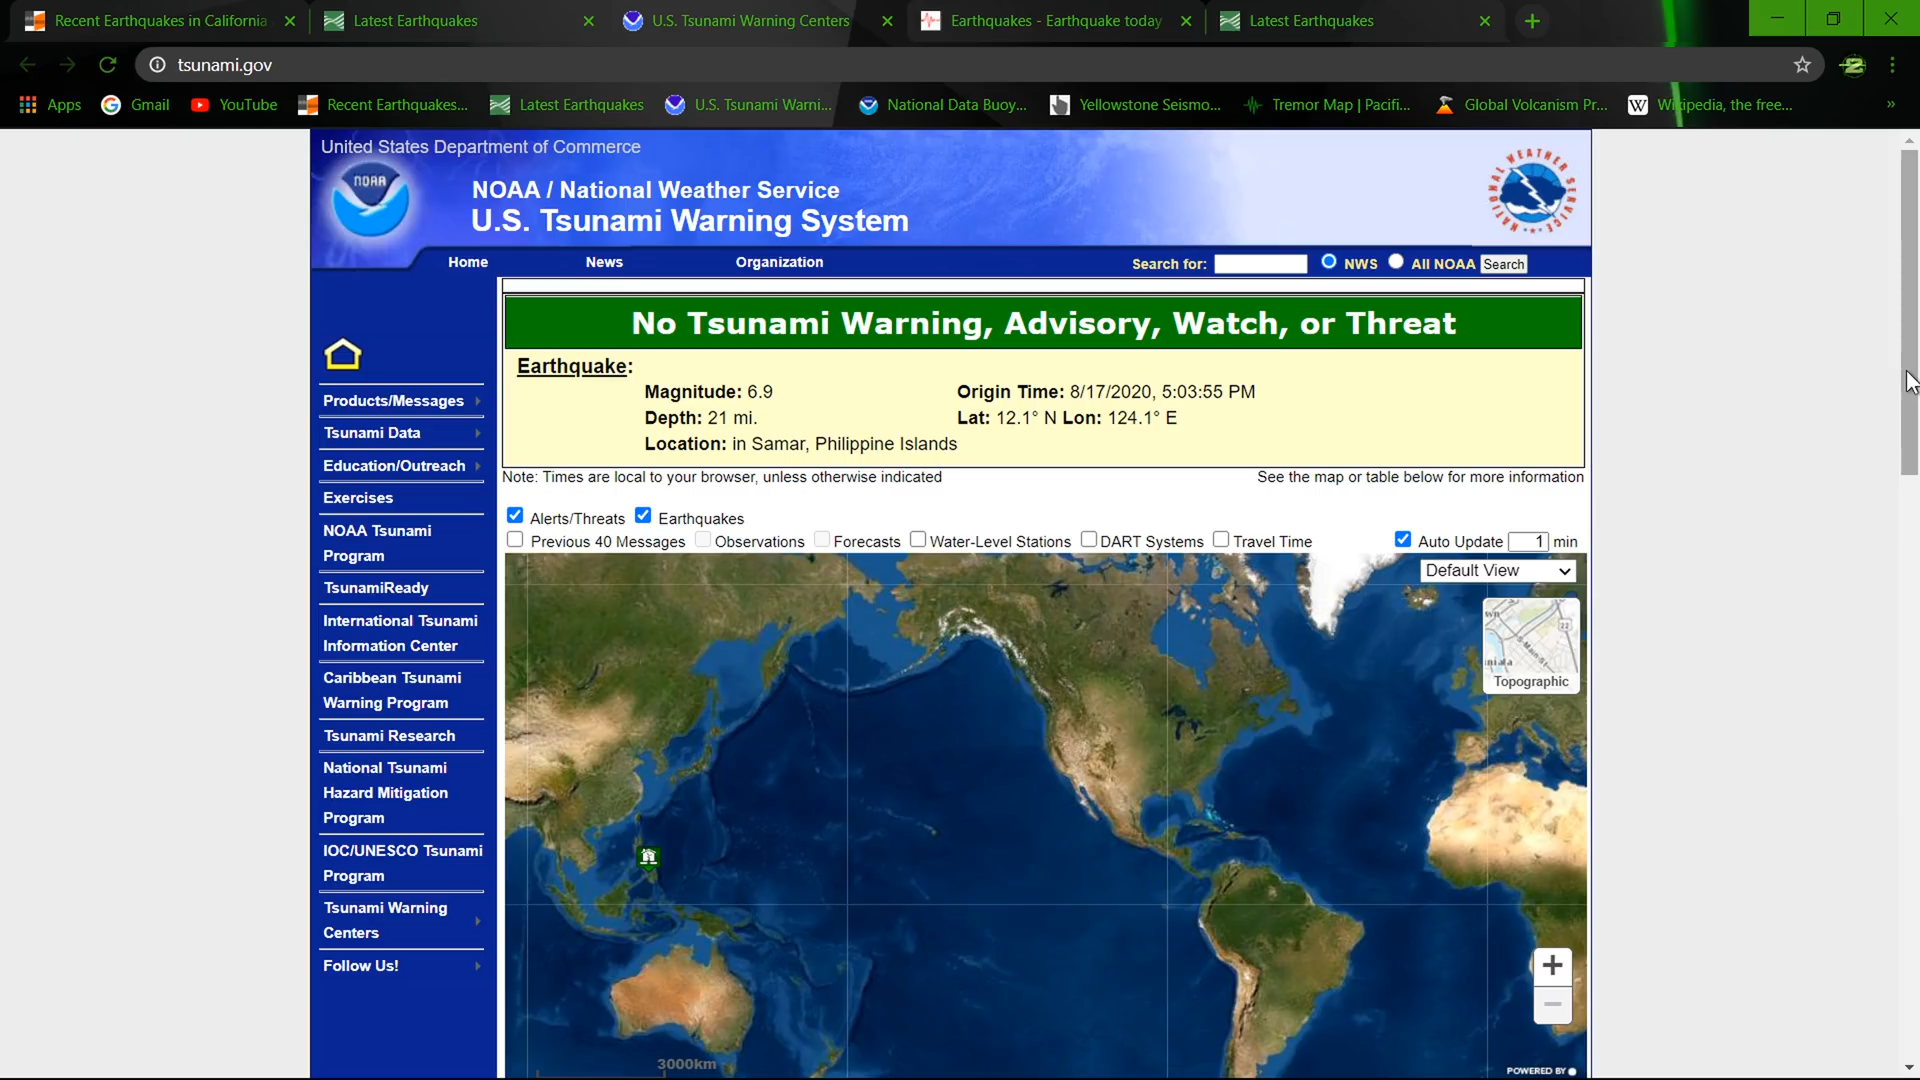 Recent Earthquakes in California
Latest Earthquakes
U.S. Tsunami Warning Centers
Earthquakes - Earthquake today
Latest Earthquakes
tsunami.gov
Apps
Gmail
YouTube
Recent Earthquakes...
Latest Earthquakes
U.S. Tsunami Warni...
National Data Buoy...
Yellowstone Seismo...
Tremor Map | Pacifi...
Global Volcanism Pr...
Wikipedia, the free...
United States Department of Commerce
NOAA
NOAA / National Weather Service
U.S. Tsunami Warning System
NATIONAL WEATHER SERVICE
Home
News
Organization
Search for:
NWS
All NOAA
Search
No Tsunami Warning, Advisory, Watch, or Threat
Earthquake:
Magnitude: 6.9
Origin Time: 8/17/2020, 5:03:55 PM
Depth: 21 mi.
Lat: 12.1° N Lon: 124.1° E
Location: in Samar, Philippine Islands
Note: Times are local to your browser, unless otherwise indicated
See the map or table below for more information
Alerts/Threats
Earthquakes
Previous 40 Messages
Observations
Forecasts
Water-Level Stations
DART Systems
Travel Time
Auto Update 1 min
Default View
Topographic
Products/Messages
Tsunami Data
Education/Outreach
Exercises
NOAA Tsunami
Program
TsunamiReady
International Tsunami
Information Center
Caribbean Tsunami
Warning Program
Tsunami Research
National Tsunami
Hazard Mitigation
Program
IOC/UNESCO Tsunami
Program
Tsunami Warning
Centers
Follow Us!
3000km
POWERED BY